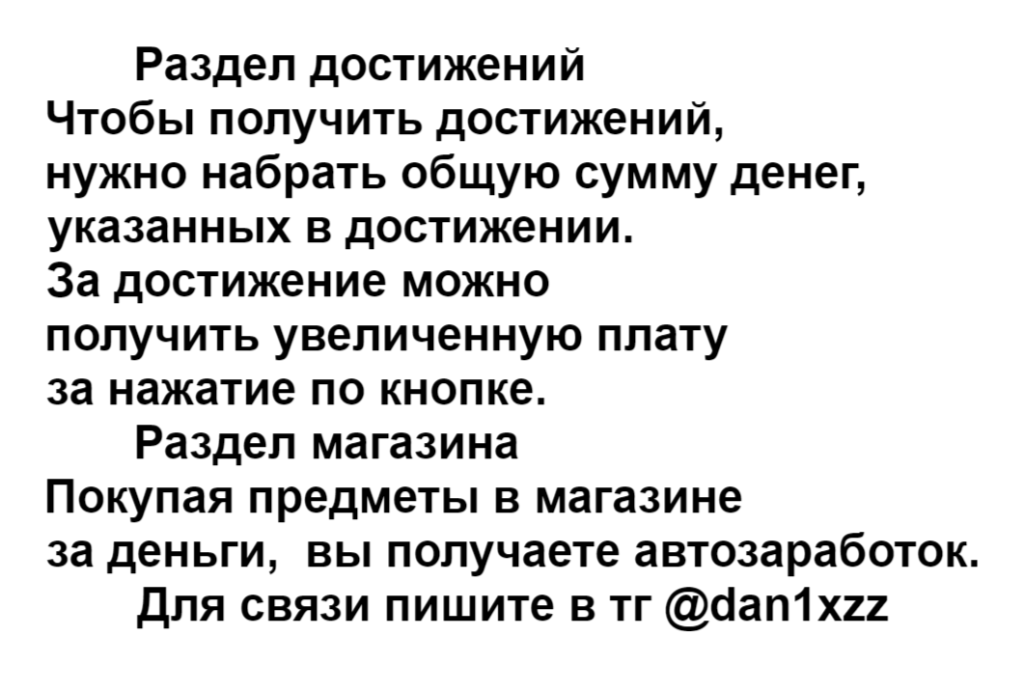 Раздел достижений
Чтобы получить достижений,
нужно набрать общую сумму денег,
указанных в достижении.
За достижение можно
получить увеличенную плату
за нажатие по кнопке.
Раздел магазина
Покупая предметы в магазине
за деньги,  вы получаете автозаработок.
Для связи пишите в тг @dan1xzz